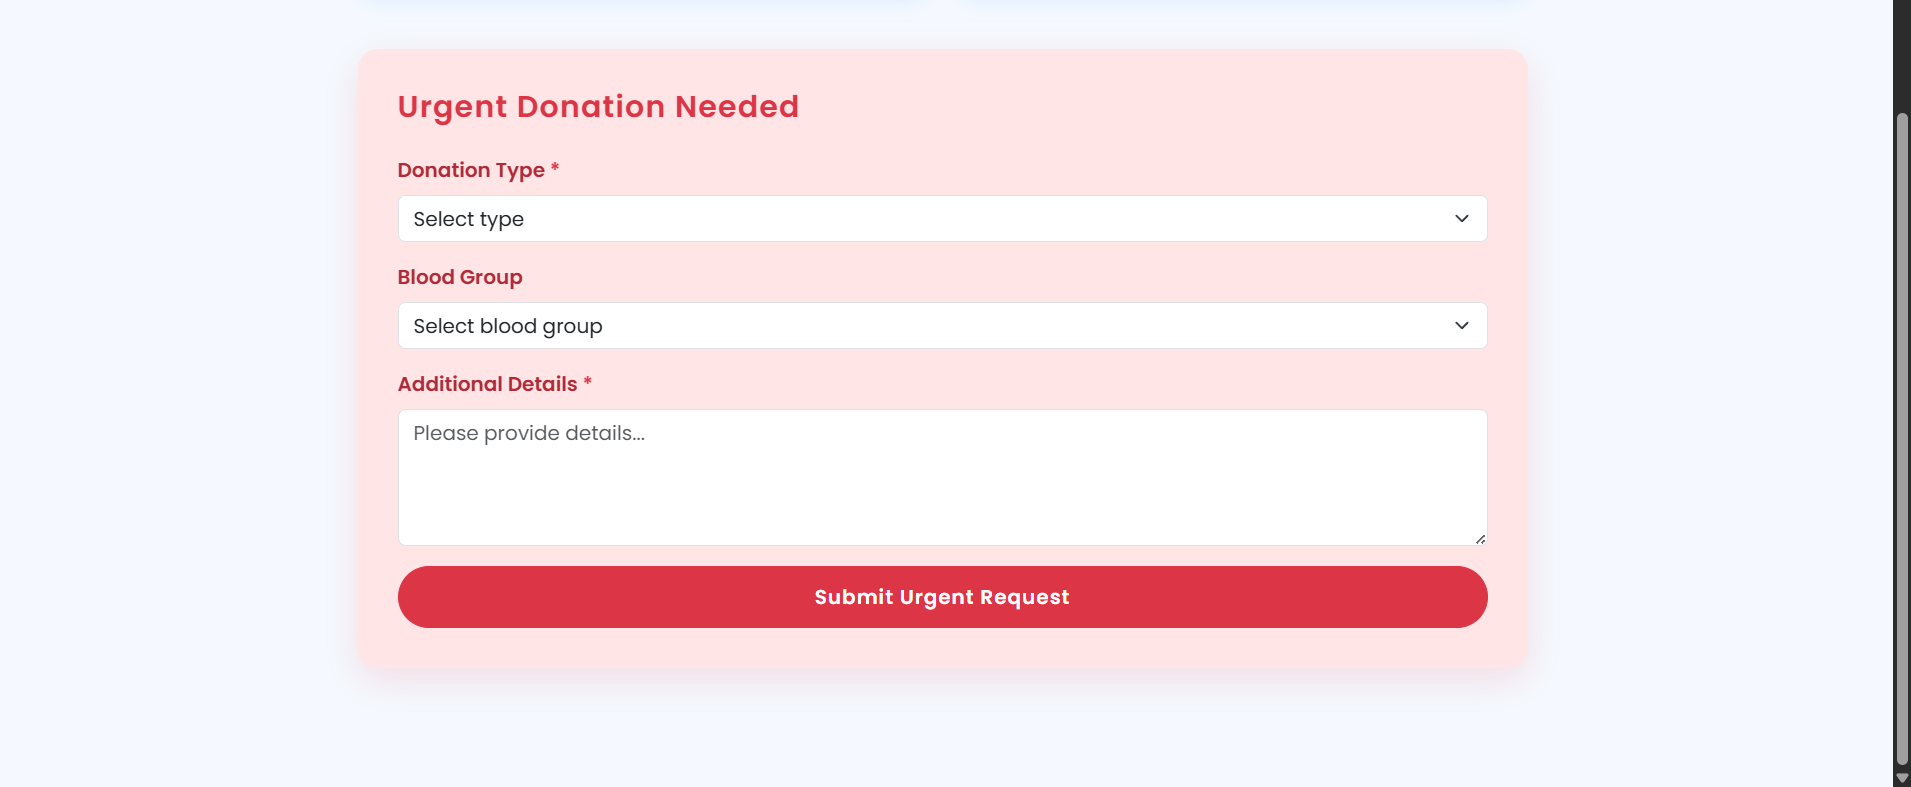 Urgent Donation Needed
Donation Type *
Select type
Blood Group
Select blood group
Additional Details *
Please provide details...
Submit Urgent Request